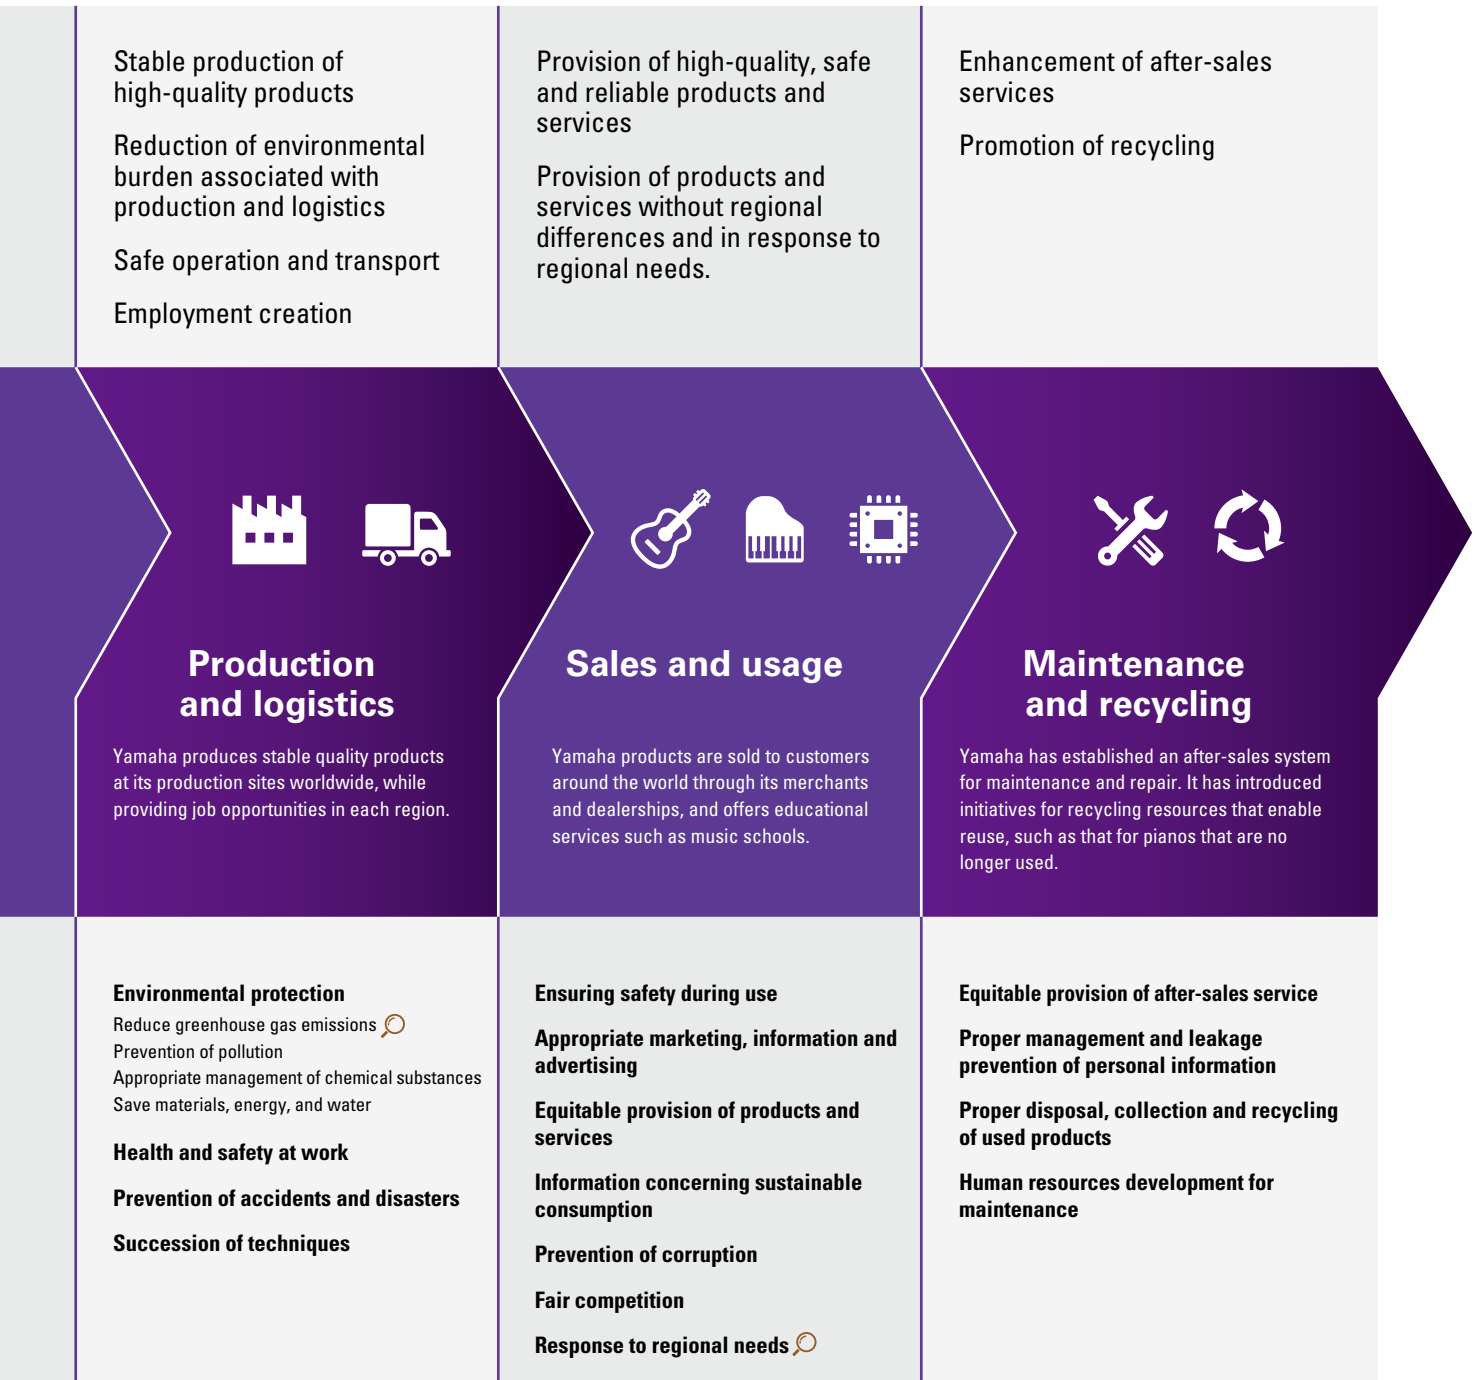 Stable production of
high-quality products
Reduction of environmental
burden associated with
production and logistics
Safe operation and transport
Employment creation
Provision of high-quality, safe
and reliable products and
services
Provision of products and
services without regional
differences and in response to
regional needs.
Enhancement of after-sales
services
Promotion of recycling
Production
and logistics
Yamaha produces stable quality products
at its production sites worldwide, while
providing job opportunities in each region.
Sales and usage
Yamaha products are sold to customers
around the world through its merchants
and dealerships, and offers educational
services such as music schools.
Maintenance
and recycling
Yamaha has established an after-sales system
for maintenance and repair. It has introduced
initiatives for recycling resources that enable
reuse, such as that for pianos that are no
longer used.
Environmental protection
Reduce greenhouse gas emissions
Prevention of pollution
Appropriate management of chemical substances
Save materials, energy, and water
Health and safety at work
Prevention of accidents and disasters
Succession of techniques
Ensuring safety during use
Appropriate marketing, information and
advertising
Equitable provision of products and
services
Information concerning sustainable
consumption
Prevention of corruption
Fair competition
Response to regional needs
Equitable provision of after-sales service
Proper management and leakage
prevention of personal information
Proper disposal, collection and recycling
of used products
Human resources development for
maintenance